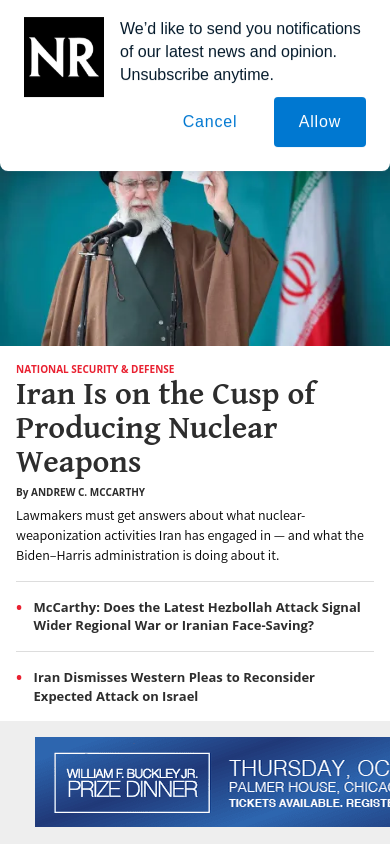 NR
We’d like to send you notifications
of our latest news and opinion.
Unsubscribe anytime.
Cancel
Allow
NATIONAL SECURITY & DEFENSE
Iran Is on the Cusp of
Producing Nuclear
Weapons
By ANDREW C. MCCARTHY
Lawmakers must get answers about what nuclear-
weaponization activities Iran has engaged in — and what the
Biden–Harris administration is doing about it.
• McCarthy: Does the Latest Hezbollah Attack Signal
Wider Regional War or Iranian Face-Saving?
• Iran Dismisses Western Pleas to Reconsider
Expected Attack on Israel
WILLIAM F. BUCKLEY JR.
PRIZE DINNER
THURSDAY, OC
PALMER HOUSE, CHICA
TICKETS AVAILABLE. REGISTE